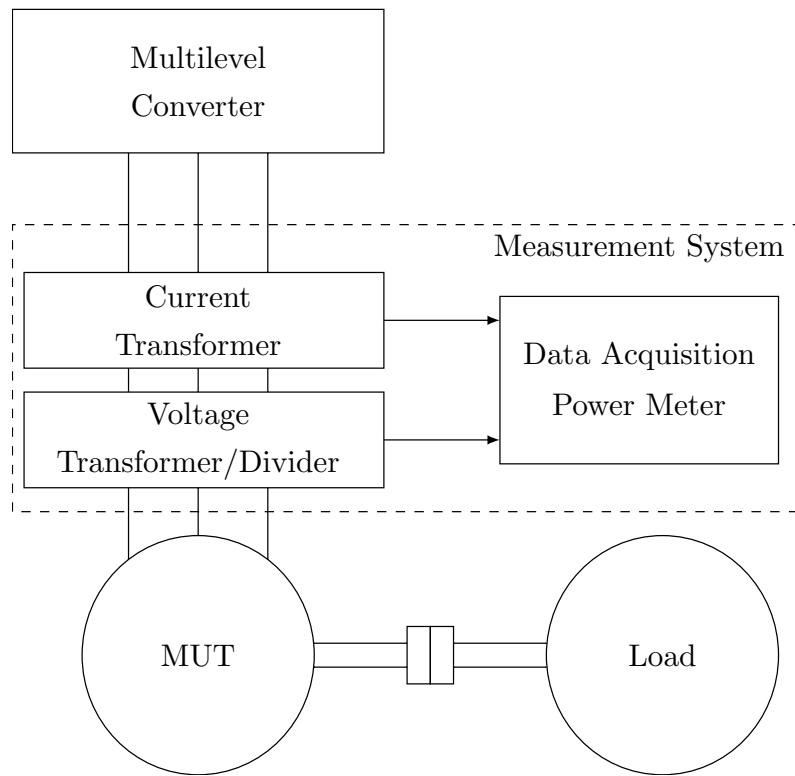 Multilevel
Converter
Measurement System
Current
Transformer
Data Acquisition
Power Meter
Voltage
Transformer/Divider
MUT
Load